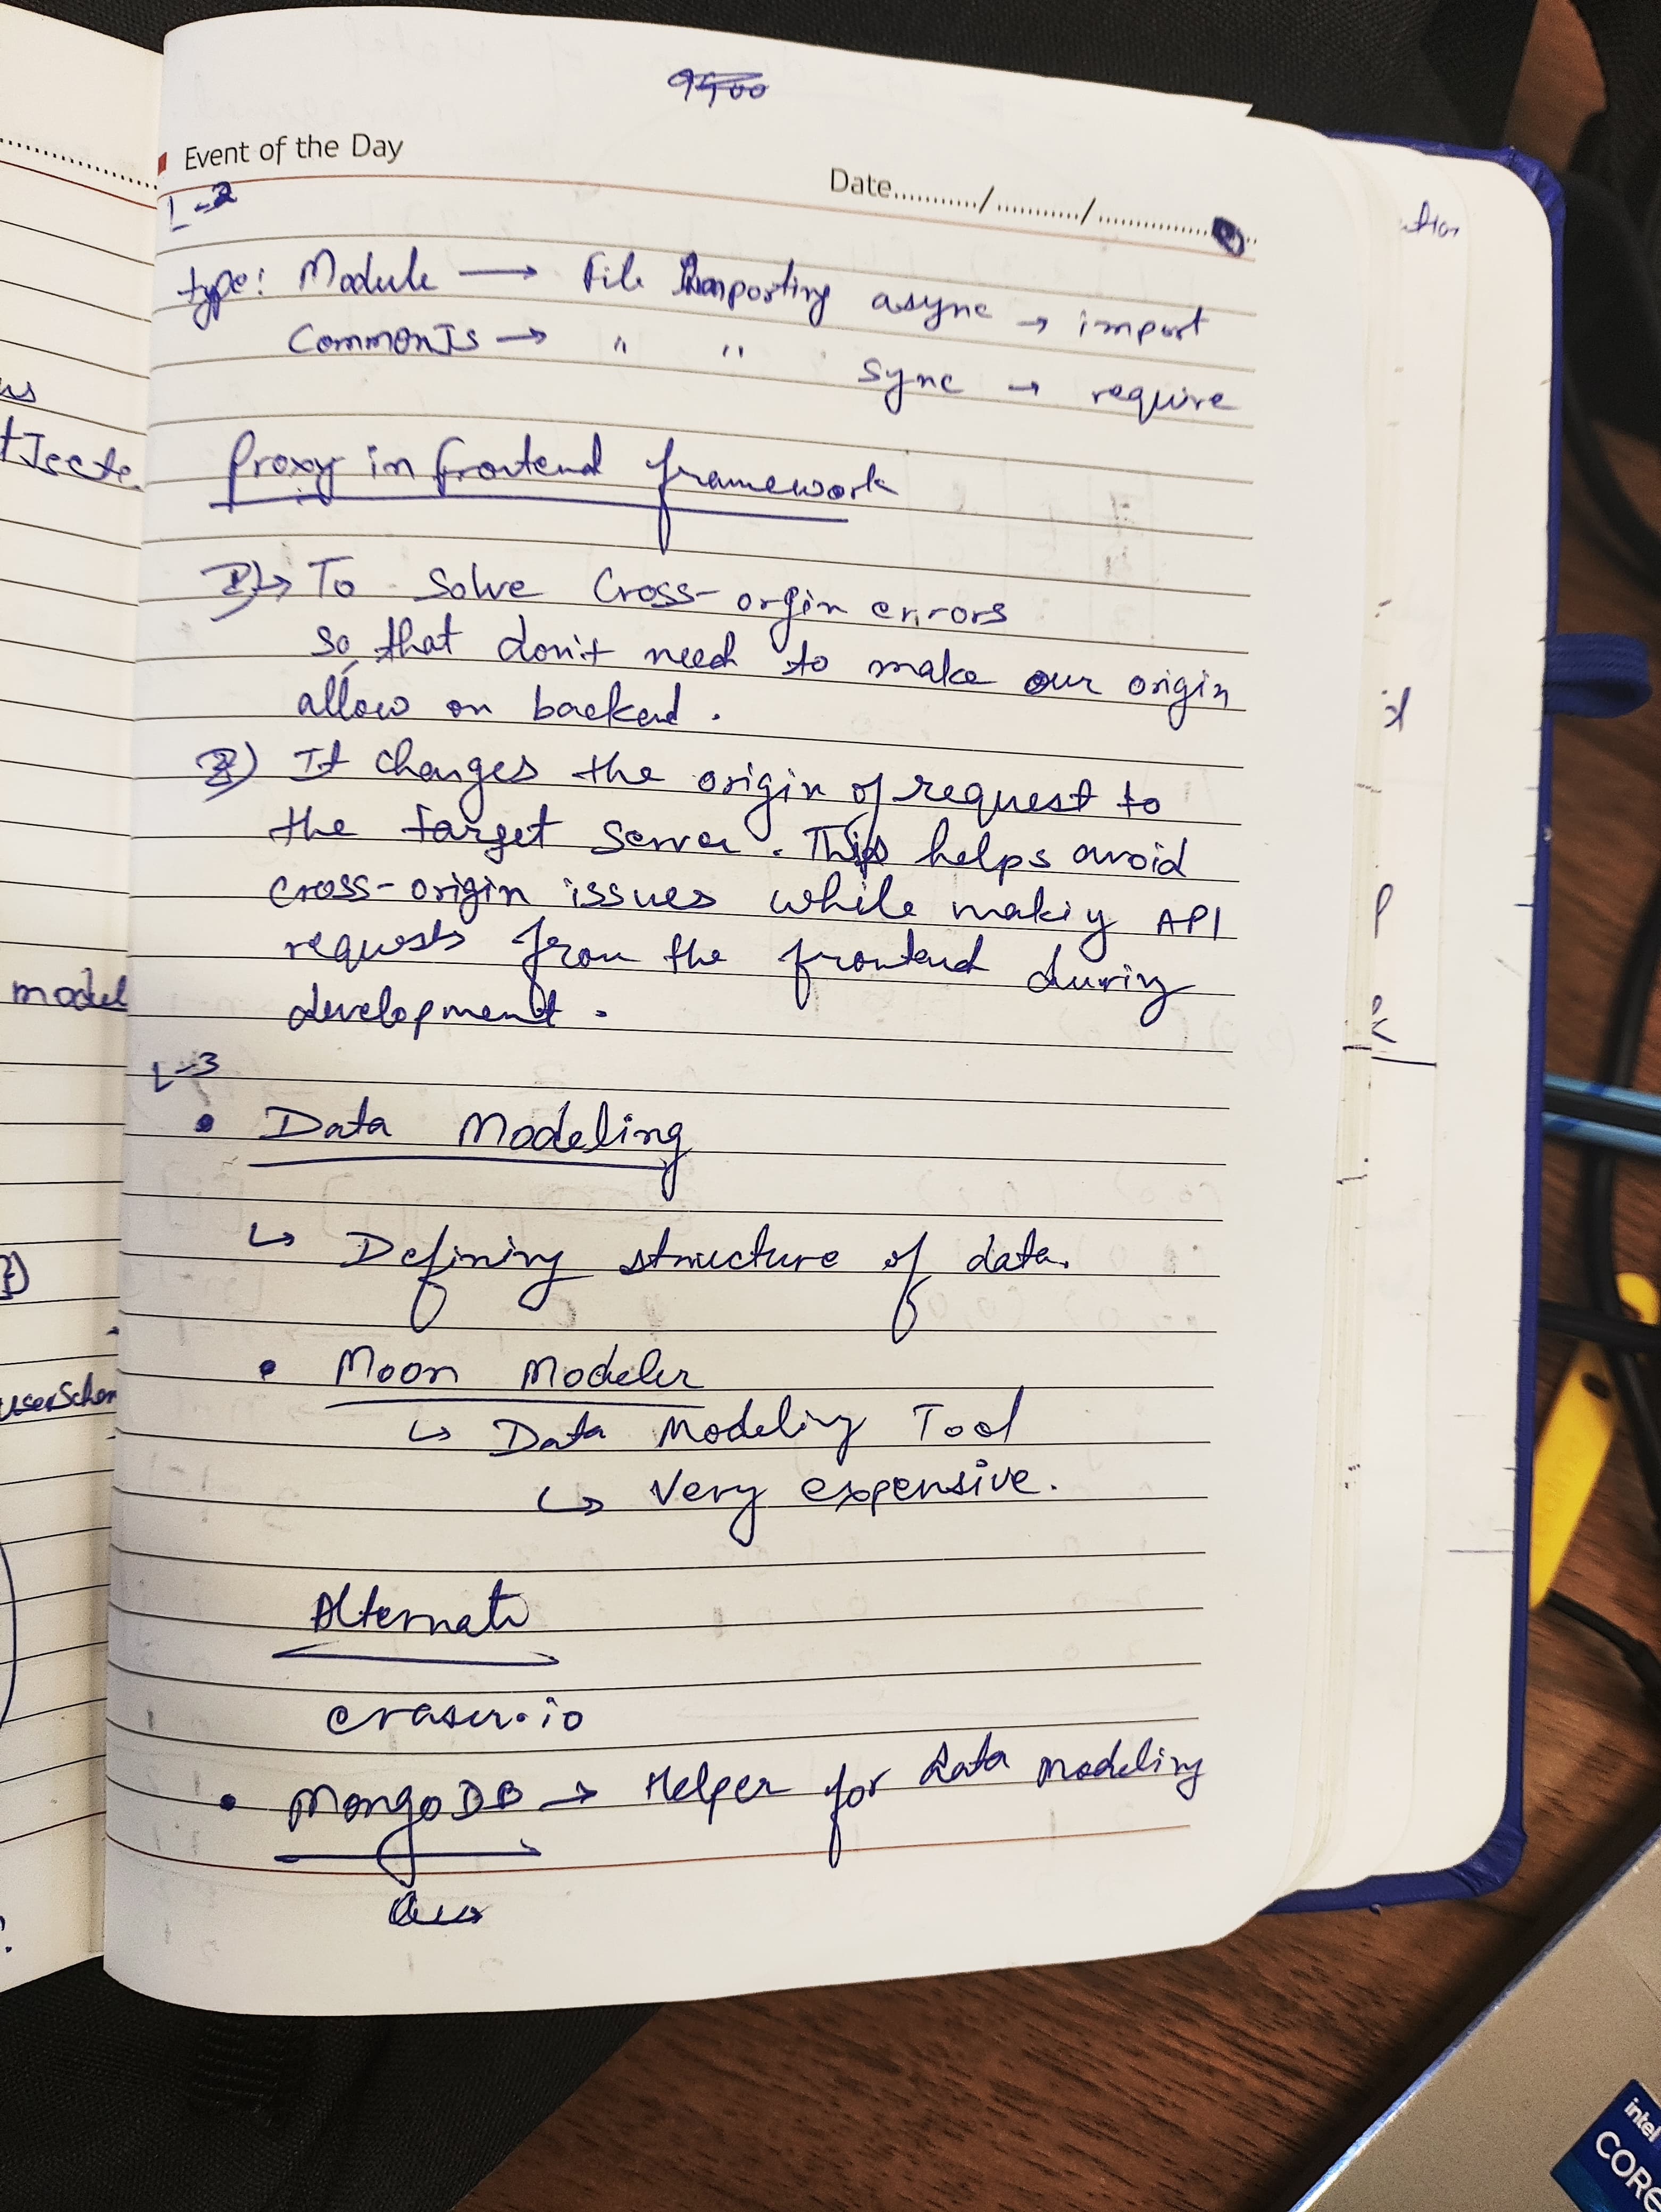 Event of the Day
Date............/............/................
L-2
type: Module → File Importing async → import
CommonJS → " " sync → require
Proxy in frontend framework
1) → To solve Cross-orgin errors
so that don't need to make our origin
allow on backend.
2) It changes the origin of request to
the target server. This helps avoid
cross-origin issues while making API
requests from the frontend during
development.
L-3
• Data Modeling
↳ Defining structure of data.
• Moon Modeler
↳ Data Modeling Tool
↳ Very expensive.
Alternati
eraser.io
• MongoDB → Helper for data modeling
model
userSchem
intel
CORE